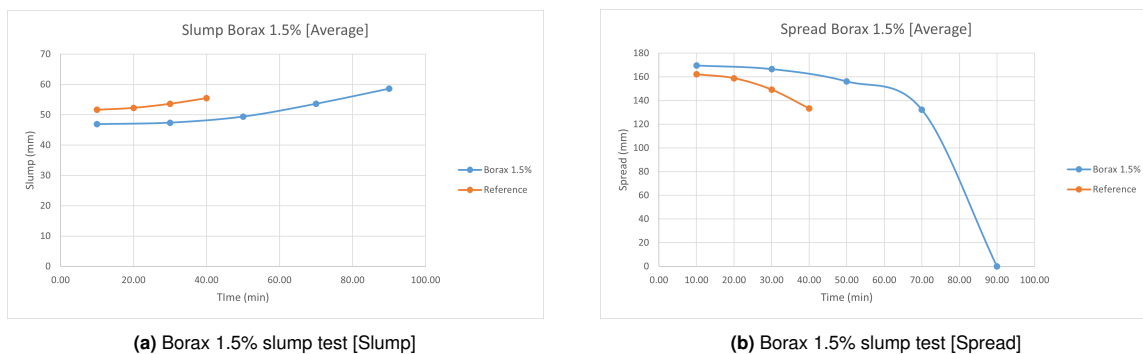 Slump Borax 1.5% [Average]
70
60
50
40
30
20
10
0
Slump (mm)
0.00 20.00 40.00 60.00 80.00 100.00
TIme (min)
Borax 1.5%
Reference
(a) Borax 1.5% slump test [Slump]
Spread Borax 1.5% [Average]
180
160
140
120
100
80
60
40
20
0
Spread (mm)
0.00 10.00 20.00 30.00 40.00 50.00 60.00 70.00 80.00 90.00 100.00
Time (min)
Borax 1.5%
Reference
(b) Borax 1.5% slump test [Spread]